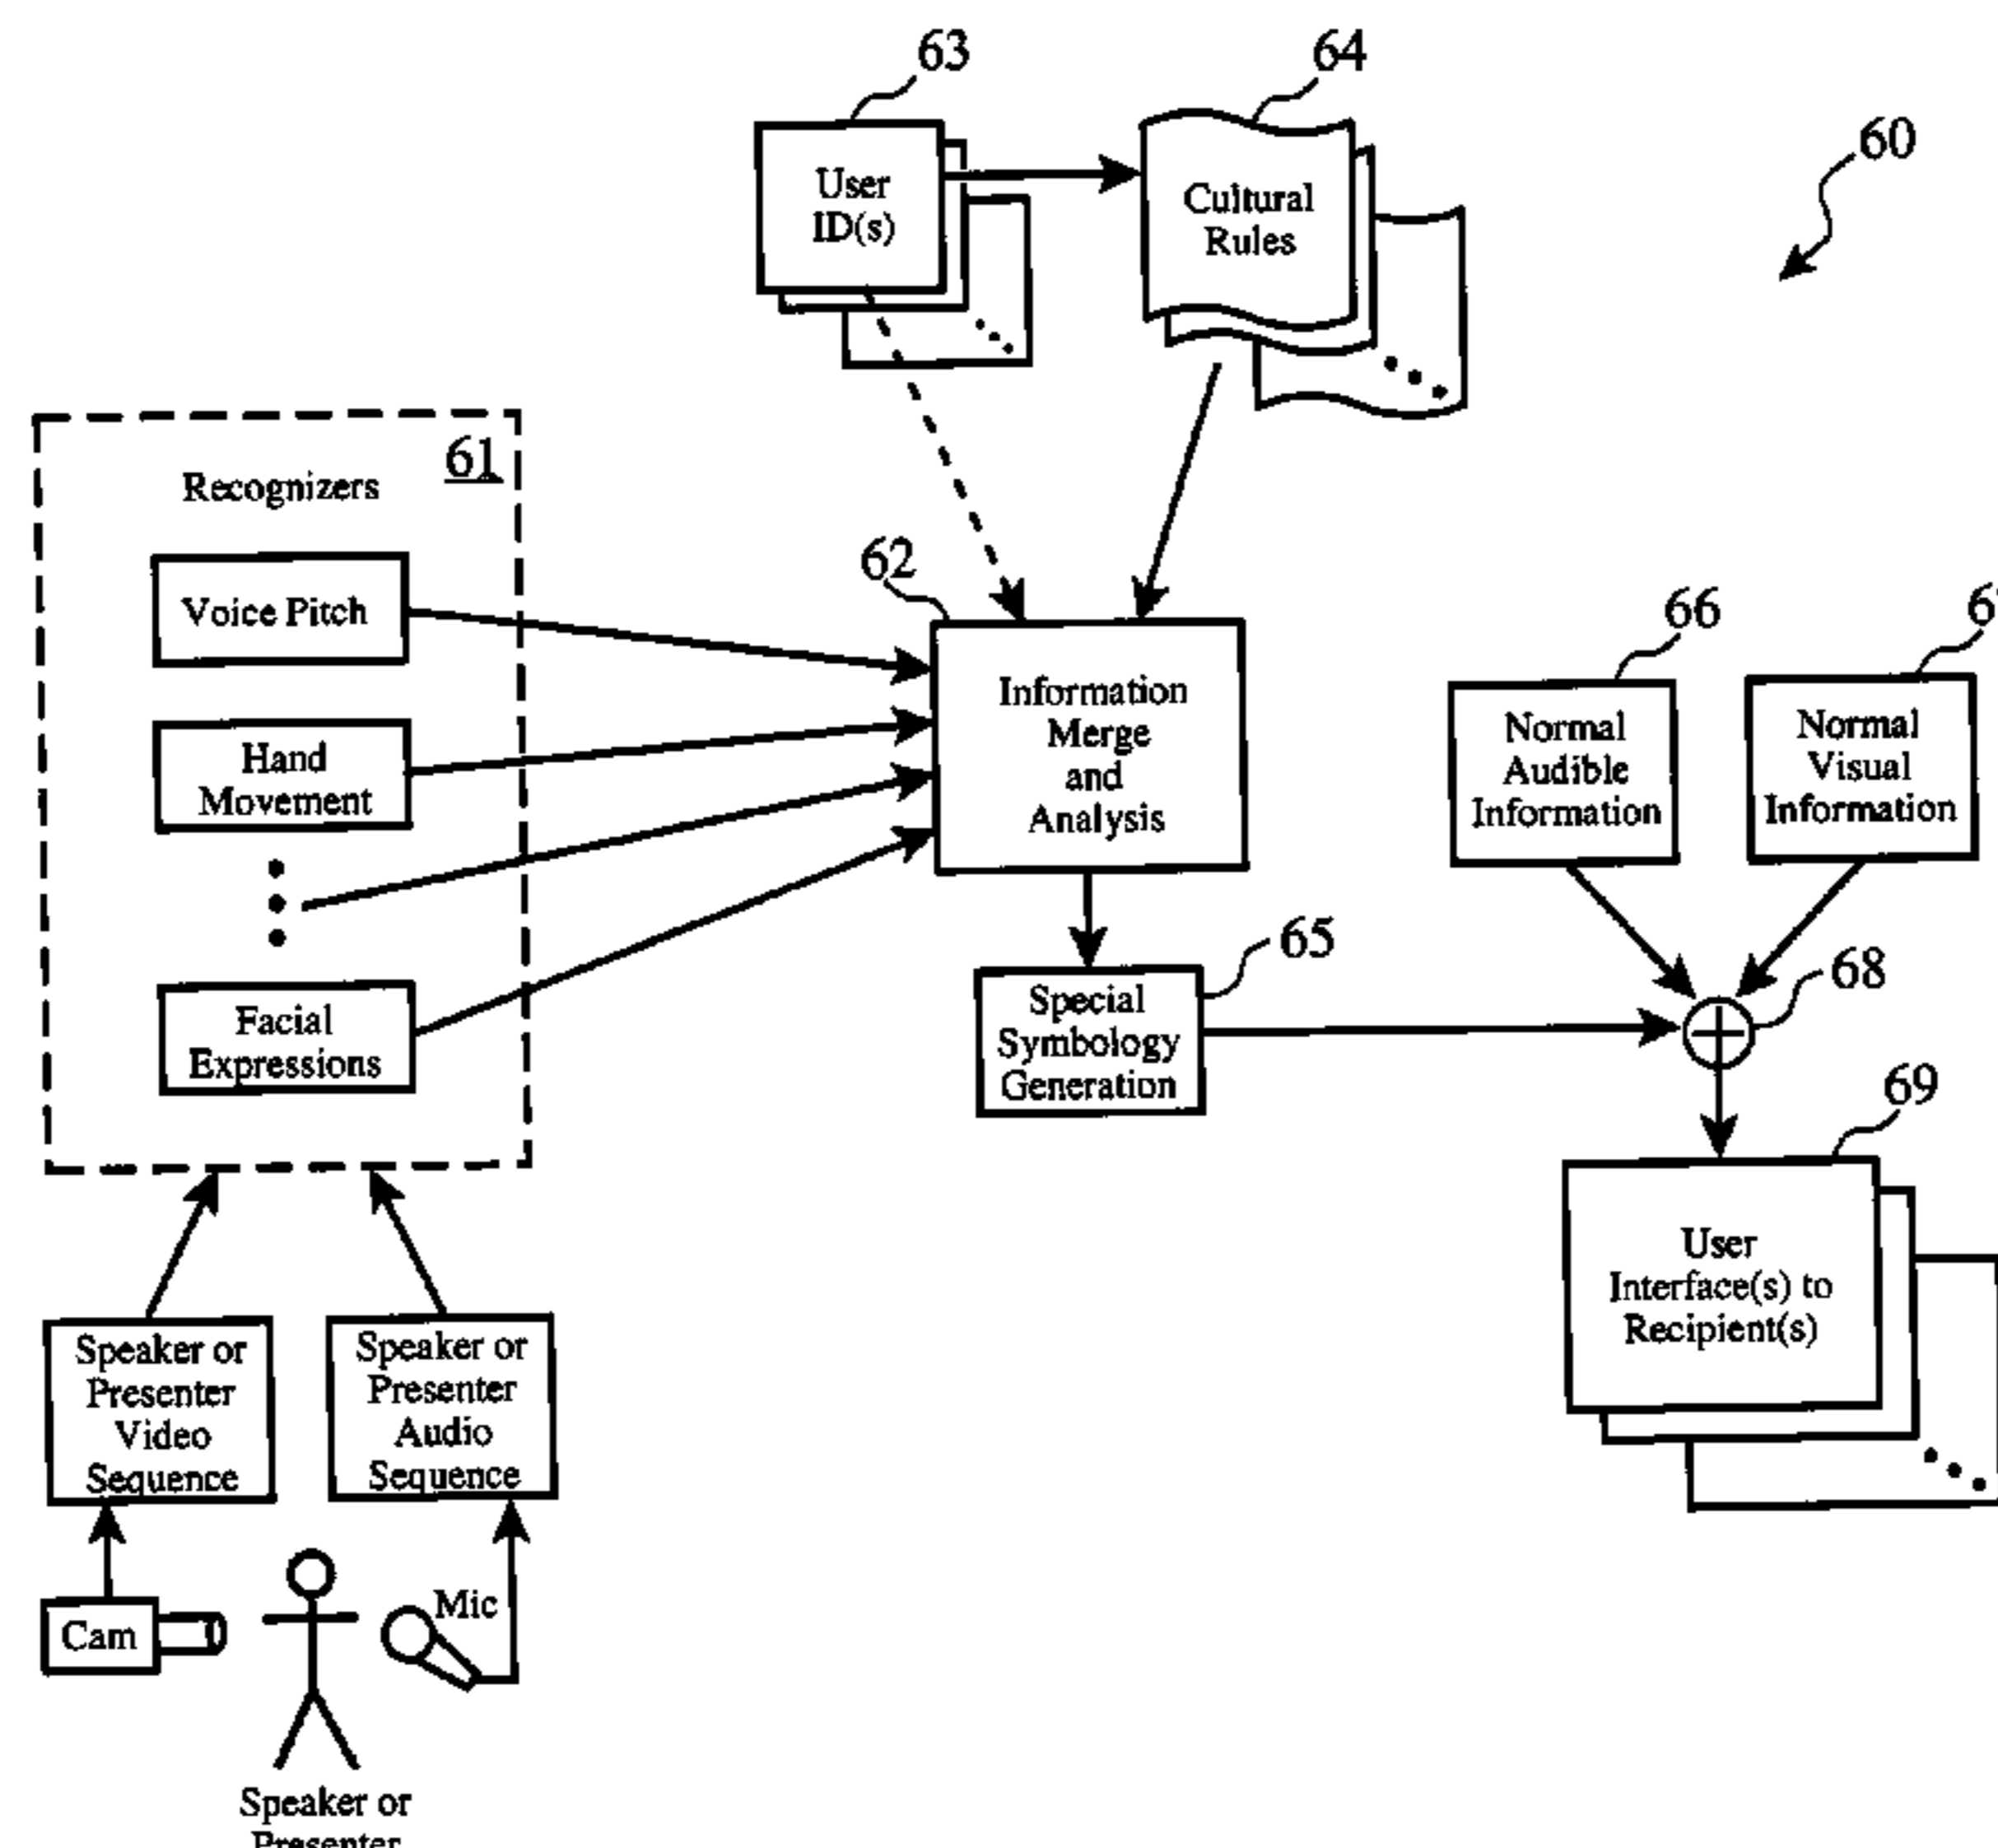 63
64
60
User
ID(s)
Cultural
Rules
61
Recognizers
Voice Pitch
Hand
Movement
Facial
Expressions
62
Information
Merge
and
Analysis
66
Normal
Audible
Information
Normal
Visual
Information
65
Special
Symbology
Generation
68
69
User
Interface(s) to
Recipient(s)
Speaker or
Presenter
Video
Sequence
Speaker or
Presenter
Audio
Sequence
Cam
Mic
Speaker or
Presenter